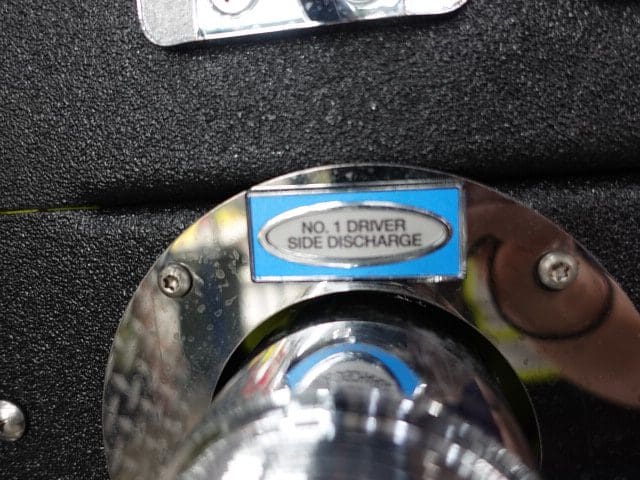 NO. 1 DRIVER
SIDE DISCHARGE